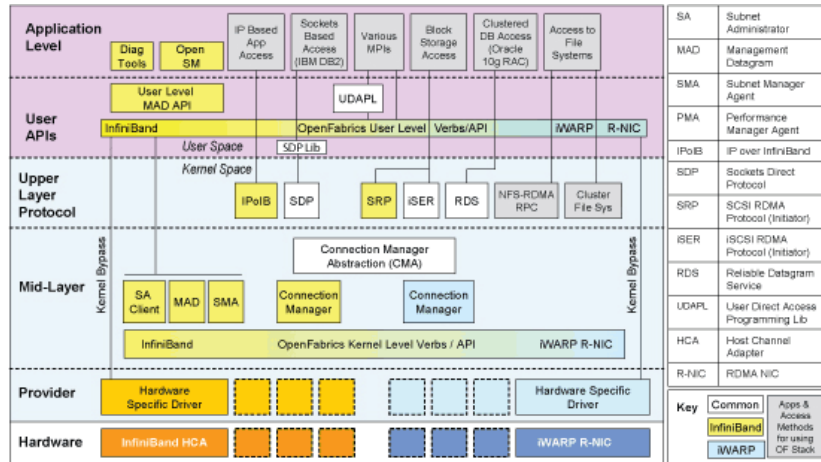 Application
Level
Diag
Tools
Open
SM
IP Based
App
Access
Sockets
Based
Access
(IBM DB2)
Various
MPIs
Block
Storage
Access
Clustered
DB Access
(Oracle
10g RAC)
Access to
File
Systems
User
APIs
User Level
MAD API
UDAPL
InfiniBand
OpenFabrics User Level Verbs/API
iWARP R-NIC
User Space
SDP Lib
Kernel Space
Upper
Layer
Protocol
IPoIB
SDP
SRP
iSER
RDS
NFS-RDMA
RPC
Cluster
File Sys
Mid-Layer
Kernel Bypass
Kernel Bypass
Connection Manager
Abstraction (CMA)
SA
Client
MAD
SMA
Connection
Manager
Connection
Manager
InfiniBand
OpenFabrics Kernel Level Verbs / API
iWARP R-NIC
Provider
Hardware
Specific Driver
Hardware Specific
Driver
Hardware
InfiniBand HCA
iWARP R-NIC
SA Subnet
Administrator
MAD Management
Datagram
SMA Subnet Manager
Agent
PMA Performance
Manager Agent
IPoIB IP over InfiniBand
SDP Sockets Direct
Protocol
SRP SCSI RDMA
Protocol (Initiator)
iSER iSCSI RDMA
Protocol (Initiator)
RDS Reliable Datagram
Service
UDAPL User Direct Access
Programming Lib
HCA Host Channel
Adapter
R-NIC RDMA NIC
Key
Common
InfiniBand
iWARP
Apps &
Access
Methods
for using
OF Stack